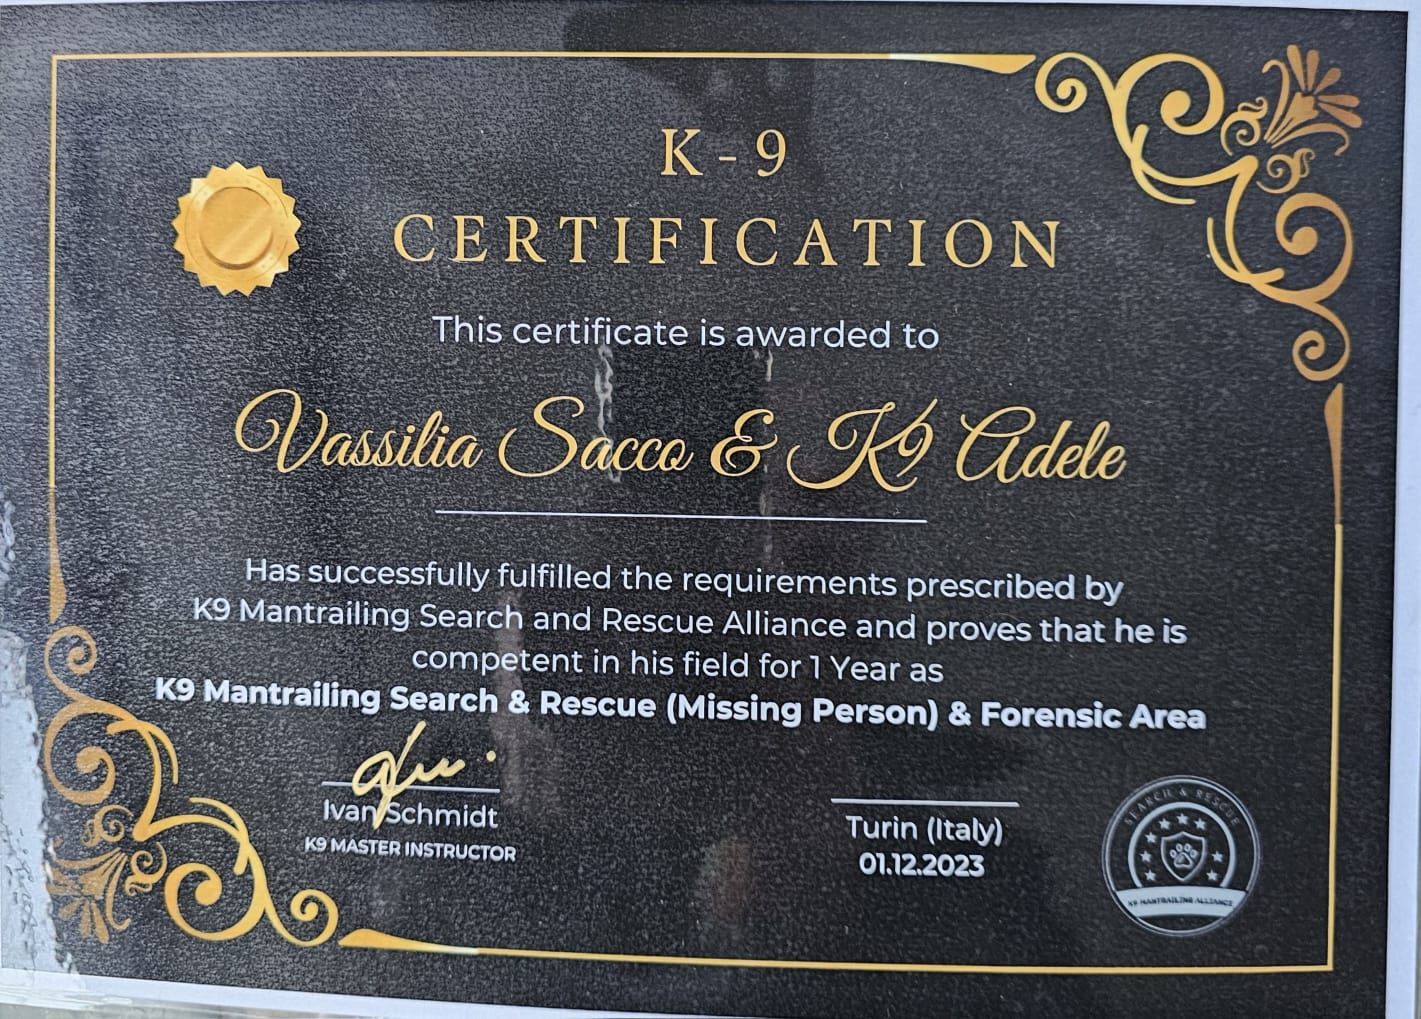 K-9
CERTIFICATION
This certificate is awarded to
Vassilia Sacco & K9 Adele
Has successfully fulfilled the requirements prescribed by
K9 Mantrailing Search and Rescue Alliance and proves that he is
competent in his field for 1 Year as
K9 Mantrailing Search & Rescue (Missing Person) & Forensic Area
Ivan Schmidt
K9 MASTER INSTRUCTOR
Turin (Italy)
01.12.2023
SEARCH & RESCUE
K9 MANTRAILING ALLIANCE